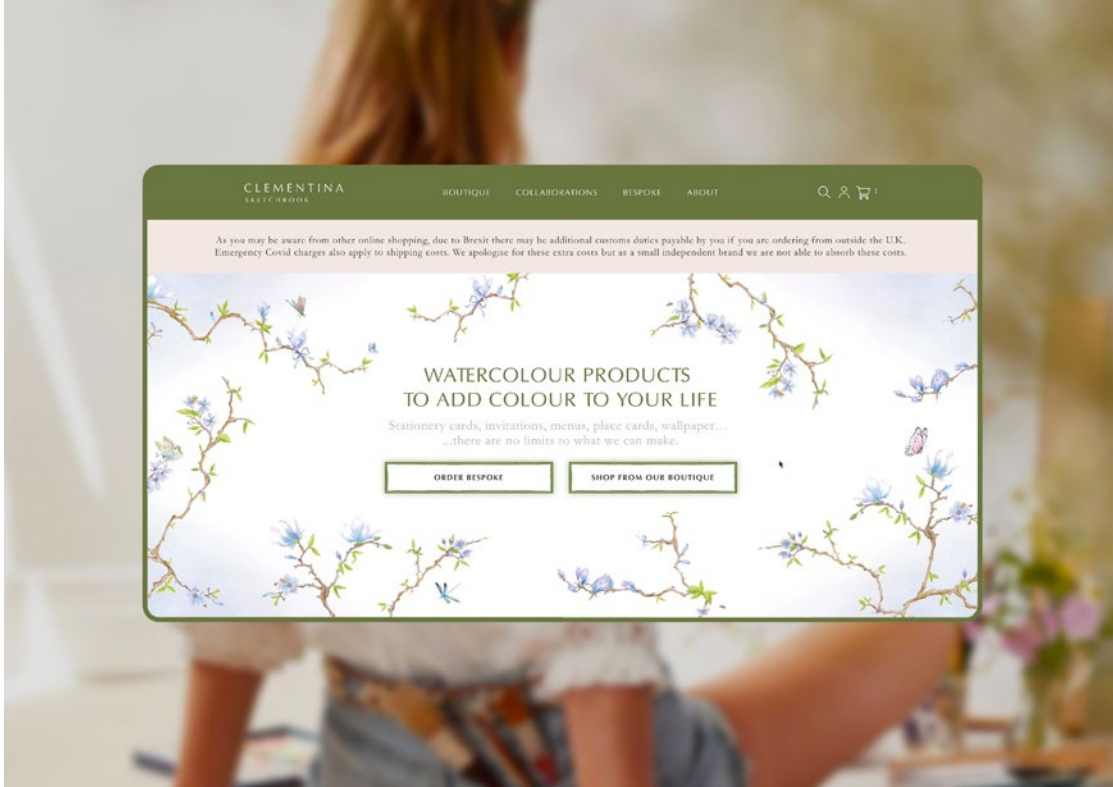 CLEMENTINA
SKETCHBOOK
BOUTIQUE COLLABORATIONS BESPOKE ABOUT
As you may be aware from other online shopping, due to Brexit there may be additional customs duties payable by you if you are ordering from outside the U.K.
Emergency Covid charges also apply to shipping costs. We apologise for these extra costs but as a small independent brand we are not able to absorb these costs.
WATERCOLOUR PRODUCTS
TO ADD COLOUR TO YOUR LIFE
Stationery cards, invitations, menus, place cards, wallpaper...
...there are no limits to what we can make.
ORDER BESPOKE SHOP FROM OUR BOUTIQUE